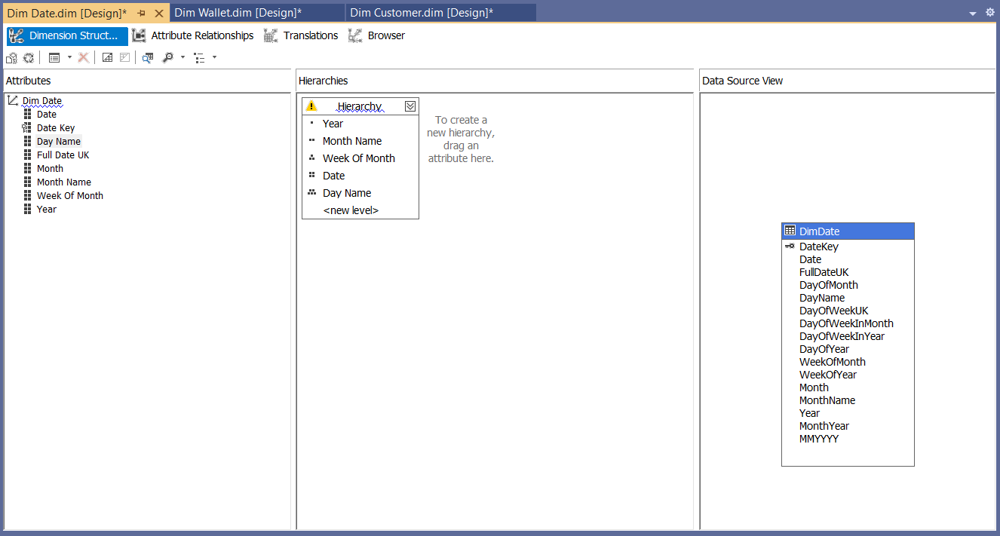 Dim Date.dim [Design]* Dim Wallet.dim [Design]* Dim Customer.dim [Design]*
Dimension Struct... Attribute Relationships Translations Browser
Attributes
Dim Date
Date
Date Key
Day Name
Full Date UK
Month
Month Name
Week Of Month
Year
Hierarchies
Hierarchy
Year
Month Name
Week Of Month
Date
Day Name
<new level>
To create a
new hierarchy,
drag an
attribute here.
Data Source View
DimDate
DateKey
Date
FullDateUK
DayOfMonth
DayName
DayOfWeekUK
DayOfWeekInMonth
DayOfWeekInYear
DayOfYear
WeekOfMonth
WeekOfYear
Month
MonthName
Year
MonthYear
MMYYYY